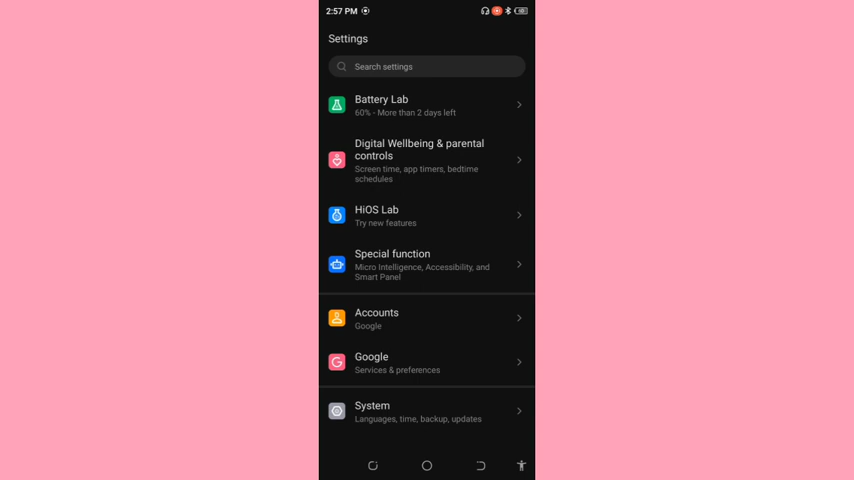 2:57 PM
Settings
Search settings
Battery Lab
60% - More than 2 days left
Digital Wellbeing & parental
controls
Screen time, app timers, bedtime
schedules
HiOS Lab
Try new features
Special function
Micro Intelligence, Accessibility, and
Smart Panel
Accounts
Google
Google
Services & preferences
System
Languages, time, backup, updates